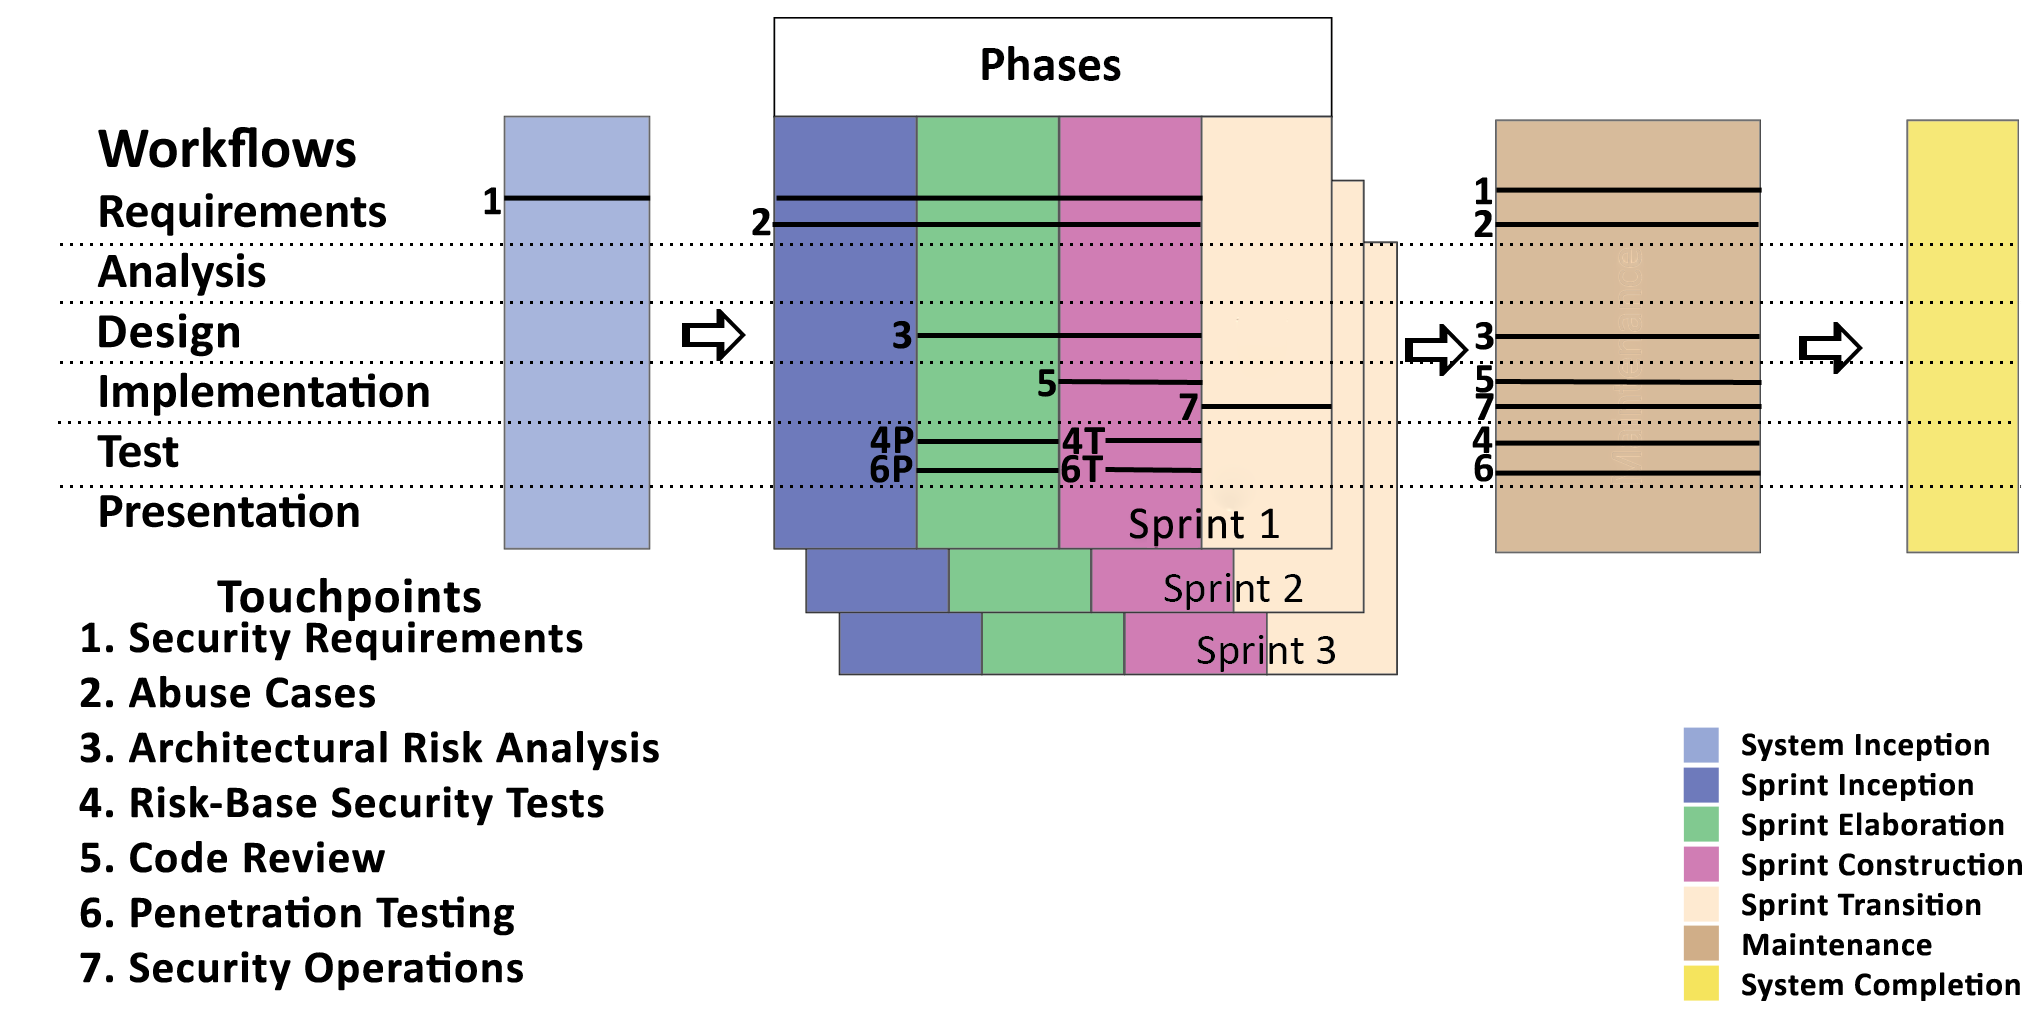 Phases
Workflows
Requirements
Analysis
Design
Implementation
Test
Presentation
1
2
3
5
7
4P
4T
6P
6T
Sprint 1
Sprint 2
Sprint 3
1
2
3
5
7
4
6
Touchpoints
1. Security Requirements
2. Abuse Cases
3. Architectural Risk Analysis
4. Risk-Base Security Tests
5. Code Review
6. Penetration Testing
7. Security Operations
System Inception
Sprint Inception
Sprint Elaboration
Sprint Construction
Sprint Transition
Maintenance
System Completion